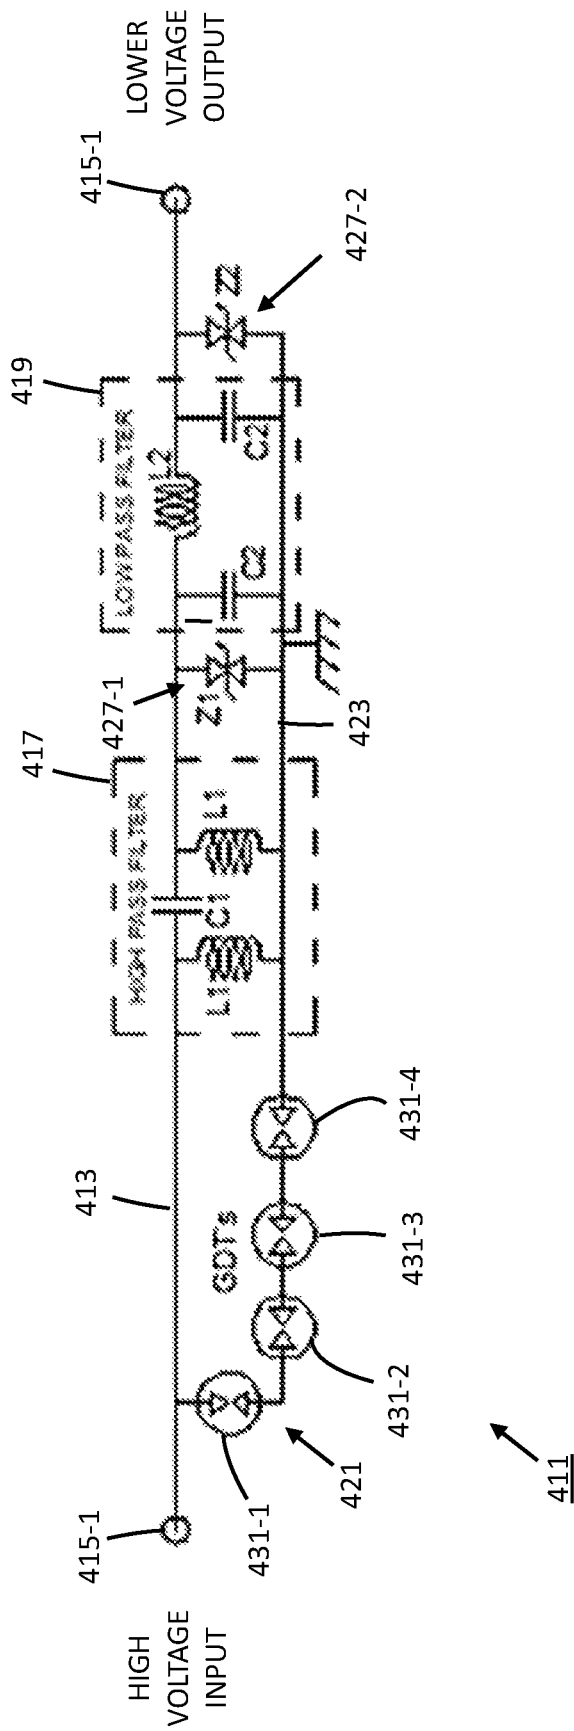 HIGH
VOLTAGE
INPUT
415-1
431-1
421
413
GDTs
431-2
431-3
431-4
417
HIGH PASS FILTER
L1
C1
L1
427-1
Z1
423
419
LOW PASS FILTER
C2
L2
C2
Z2
427-2
415-1
LOWER
VOLTAGE
OUTPUT
411